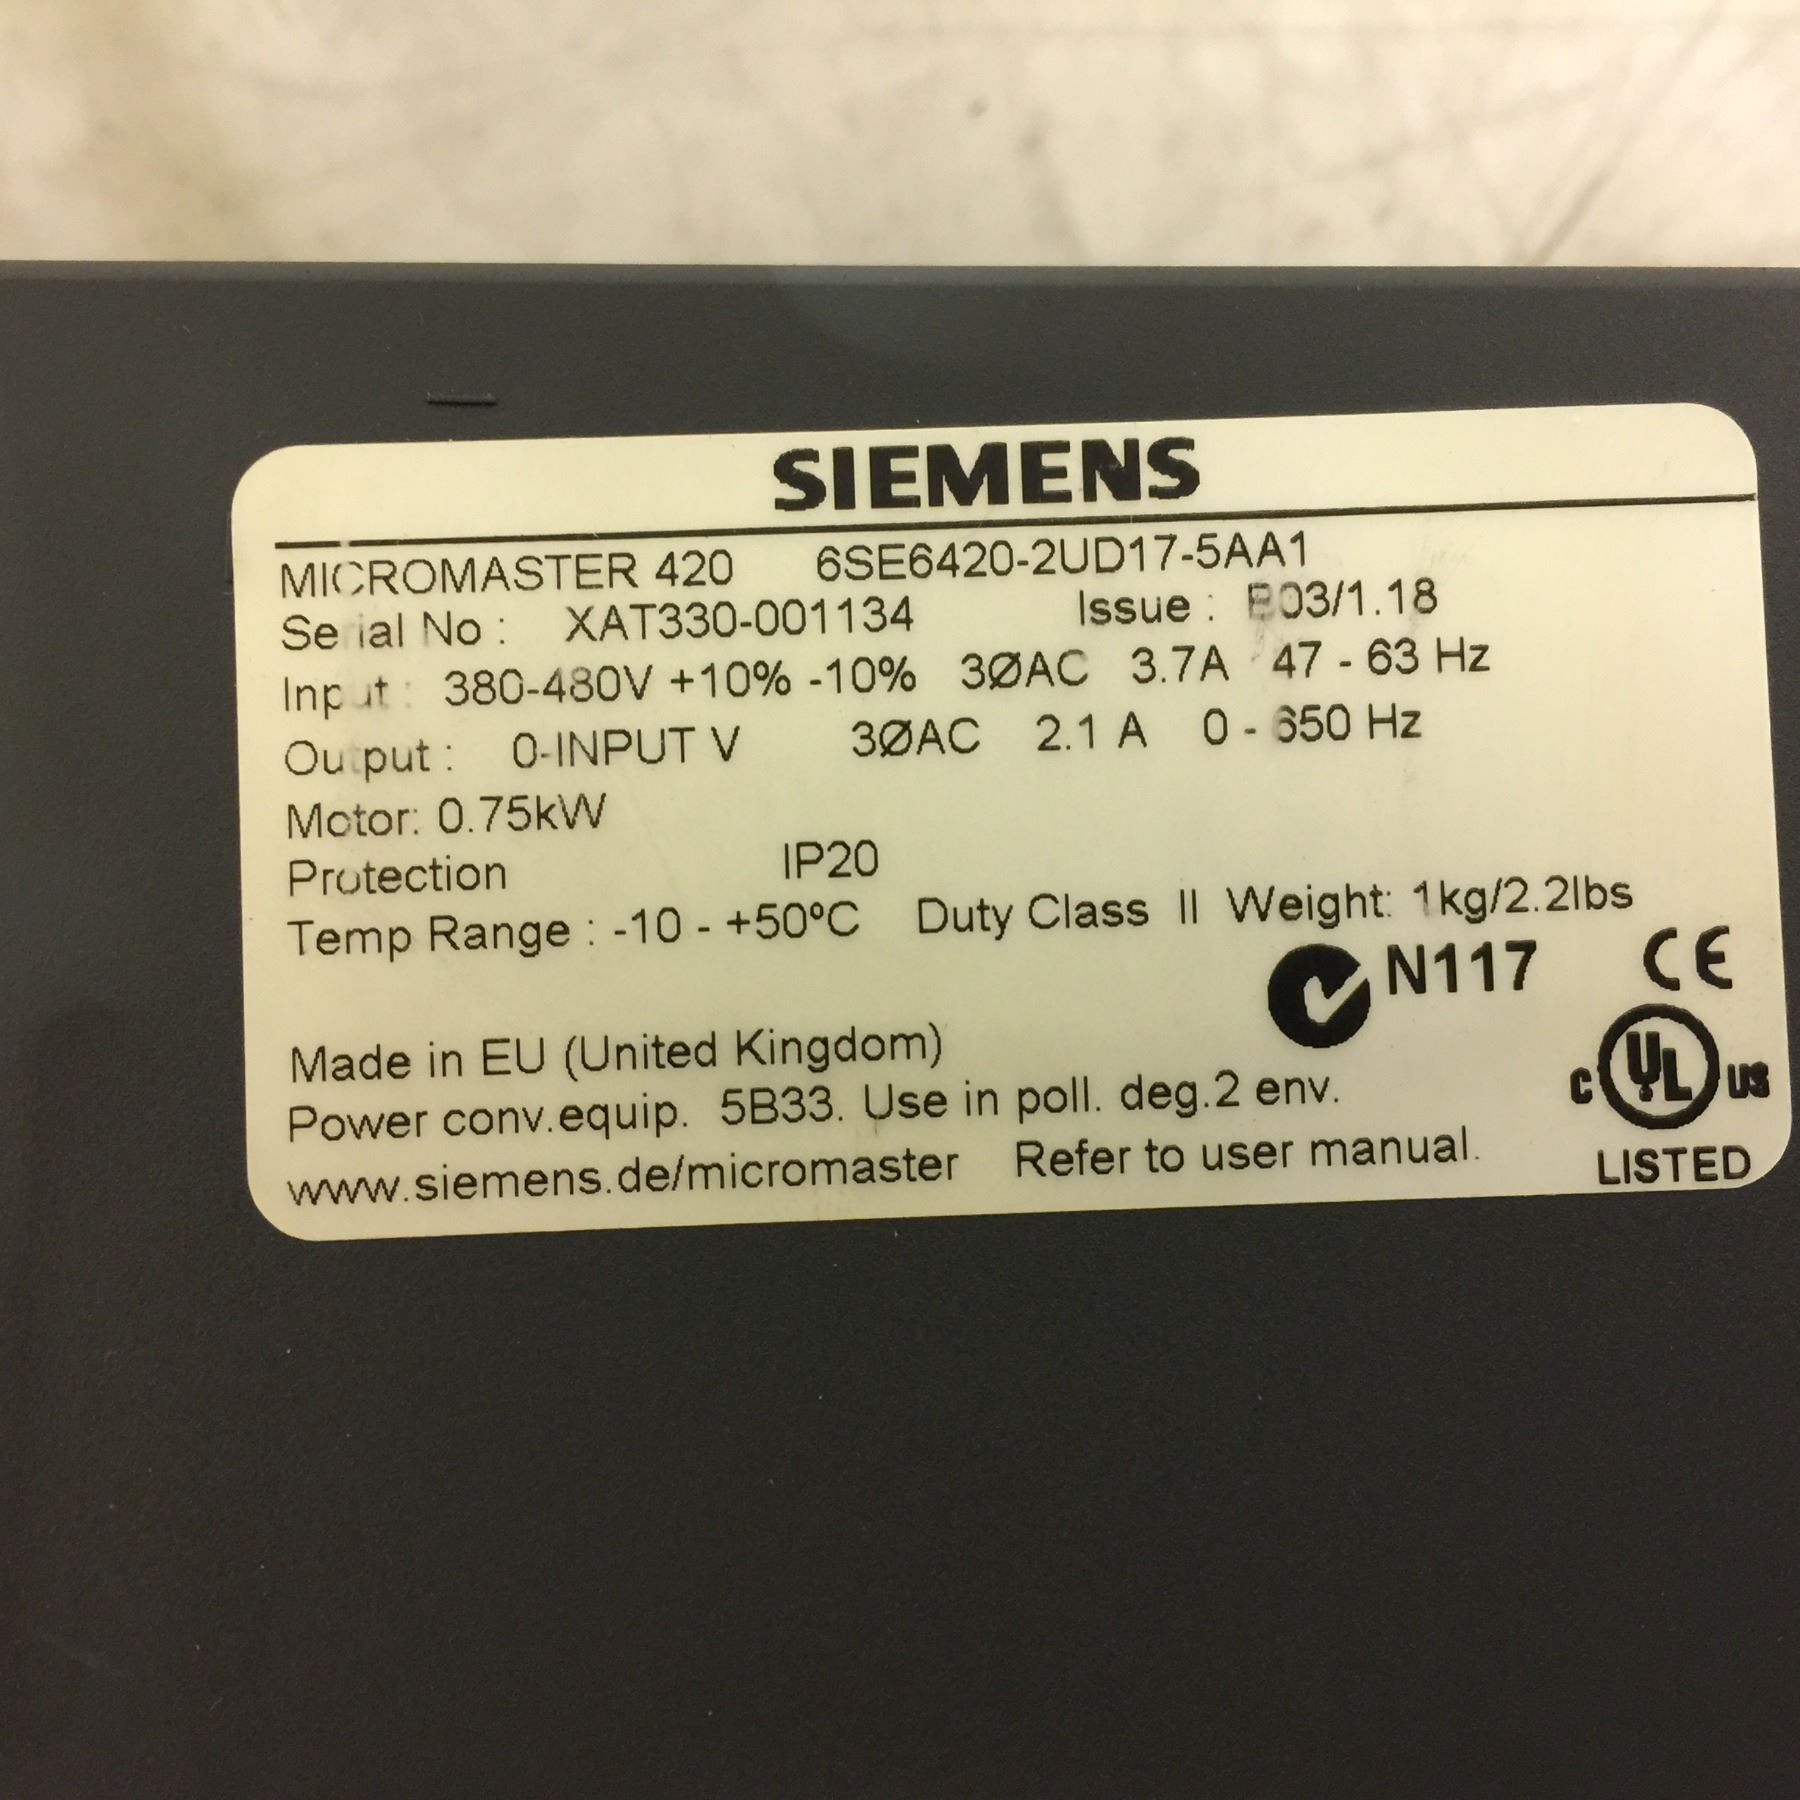 SIEMENS
MICROMASTER 420 6SE6420-2UD17-5AA1
Serial No : XAT330-001134 Issue : B03/1.18
Input : 380-480V +10% -10% 3ØAC 3.7A 47 - 63 Hz
Output : 0-INPUT V 3ØAC 2.1 A 0 - 650 Hz
Motor: 0.75kW
Protection IP20
Temp Range : -10 - +50ºC Duty Class II Weight: 1kg/2.2lbs
N117 CE
Made in EU (United Kingdom)
C UL US
Power conv.equip. 5B33. Use in poll. deg.2 env.
www.siemens.de/micromaster Refer to user manual.
LISTED